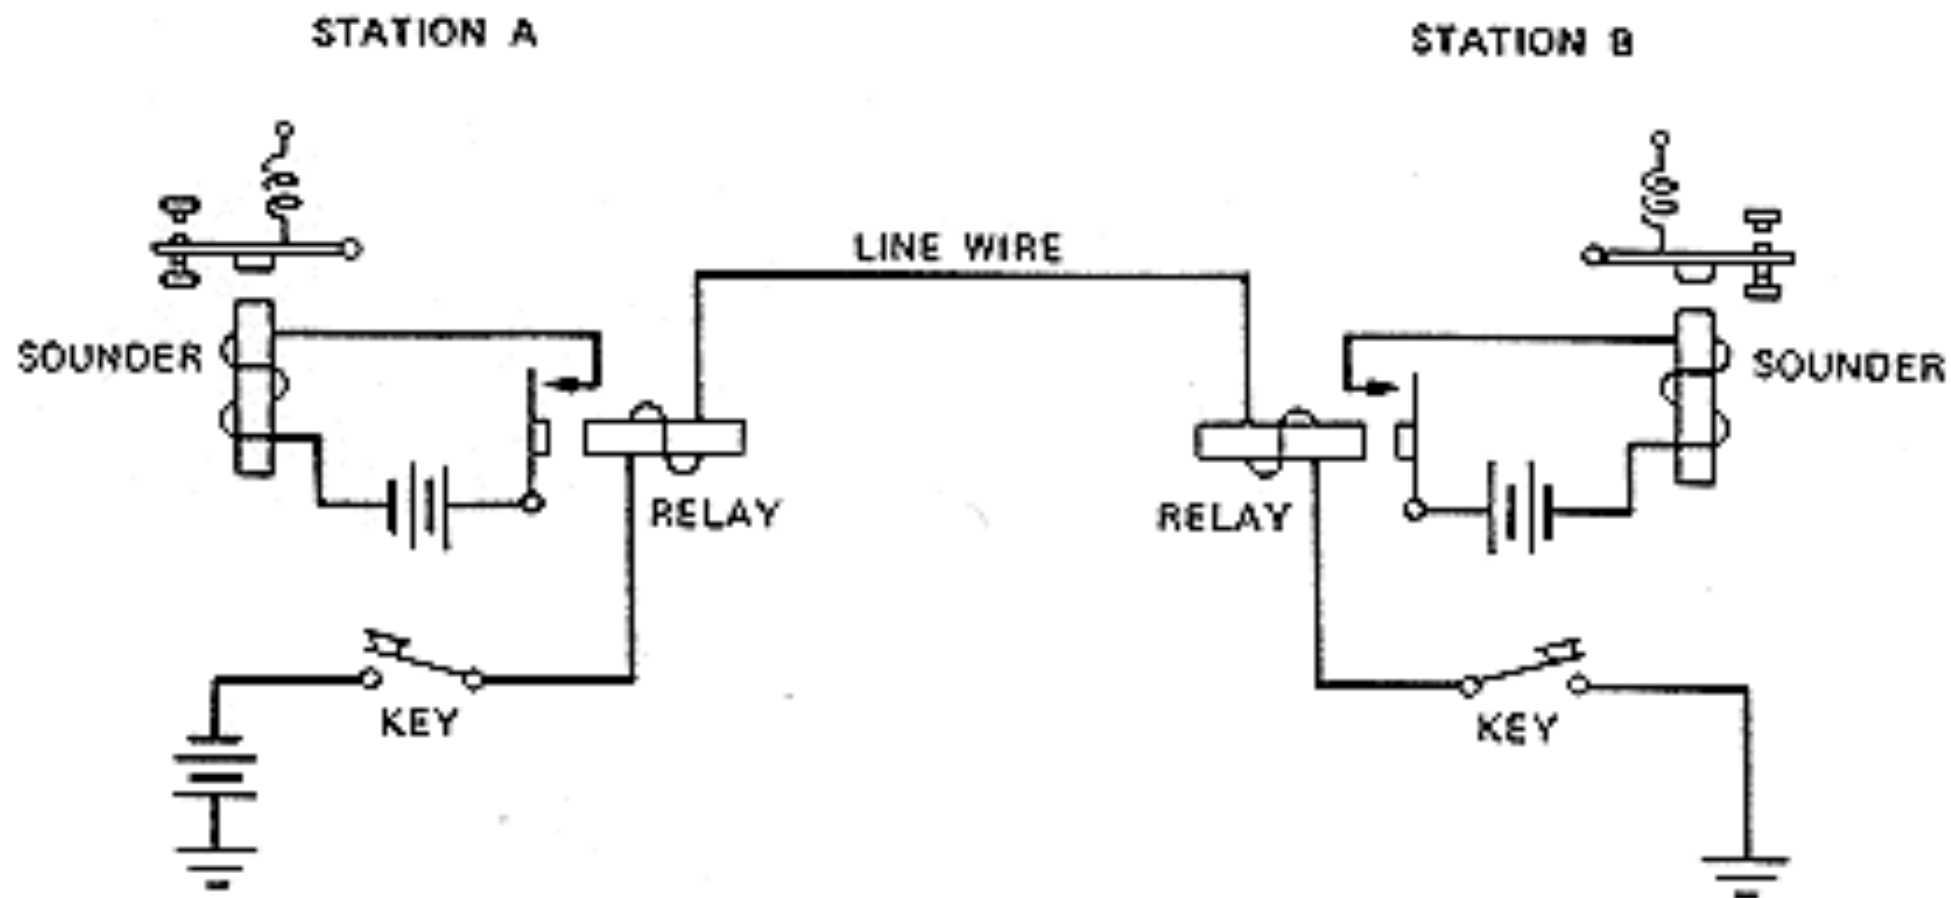 STATION A
STATION B
LINE WIRE
SOUNDER
SOUNDER
RELAY
RELAY
KEY
KEY